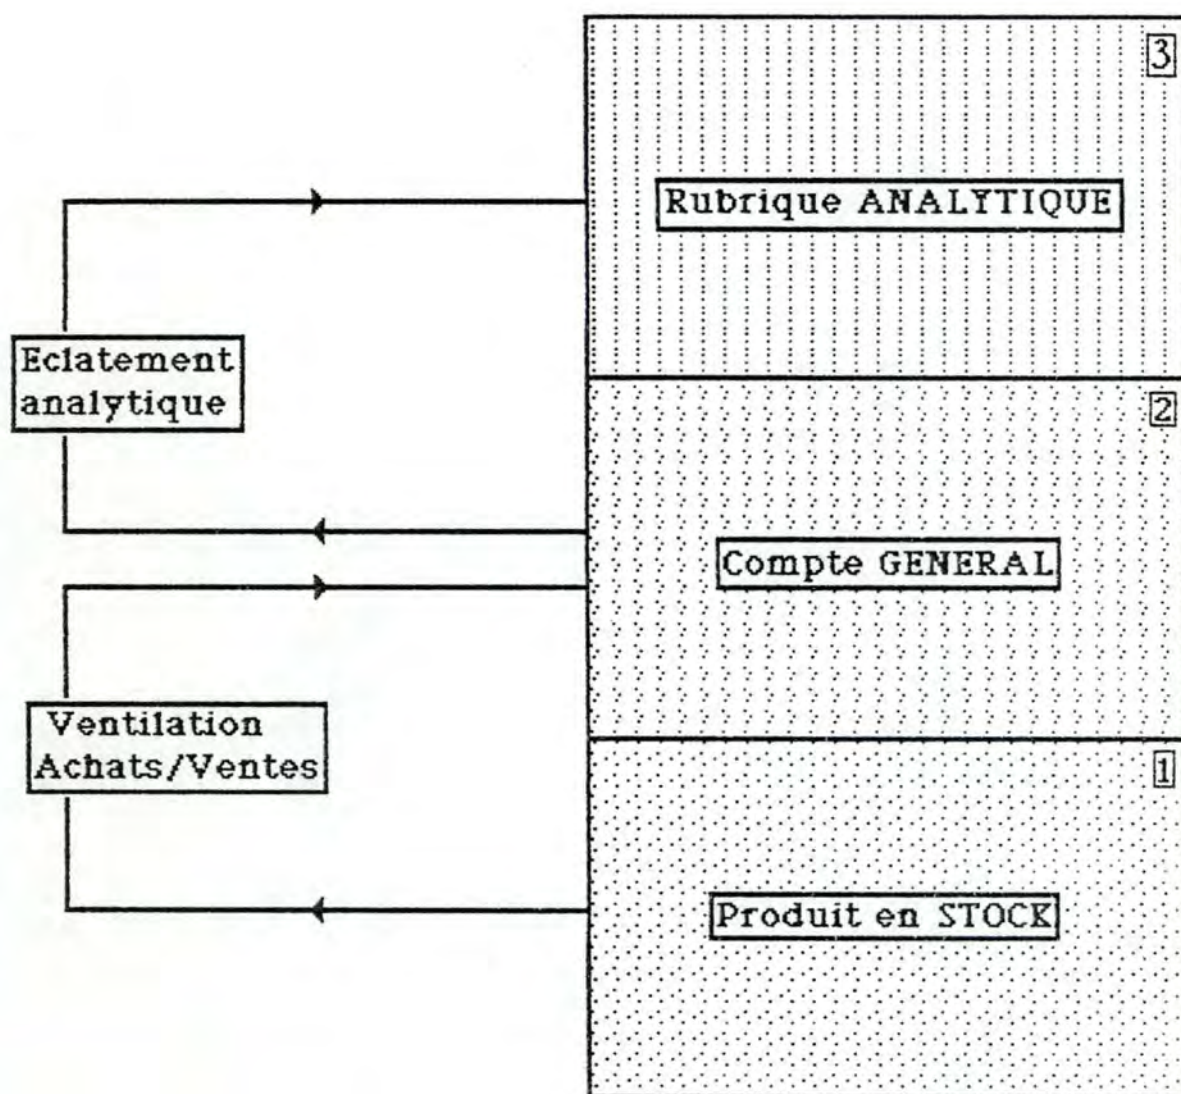 3
Rubrique ANALYTIQUE
Eclatement
analytique
2
Compte GENERAL
Ventilation
Achats/Ventes
1
Produit en STOCK